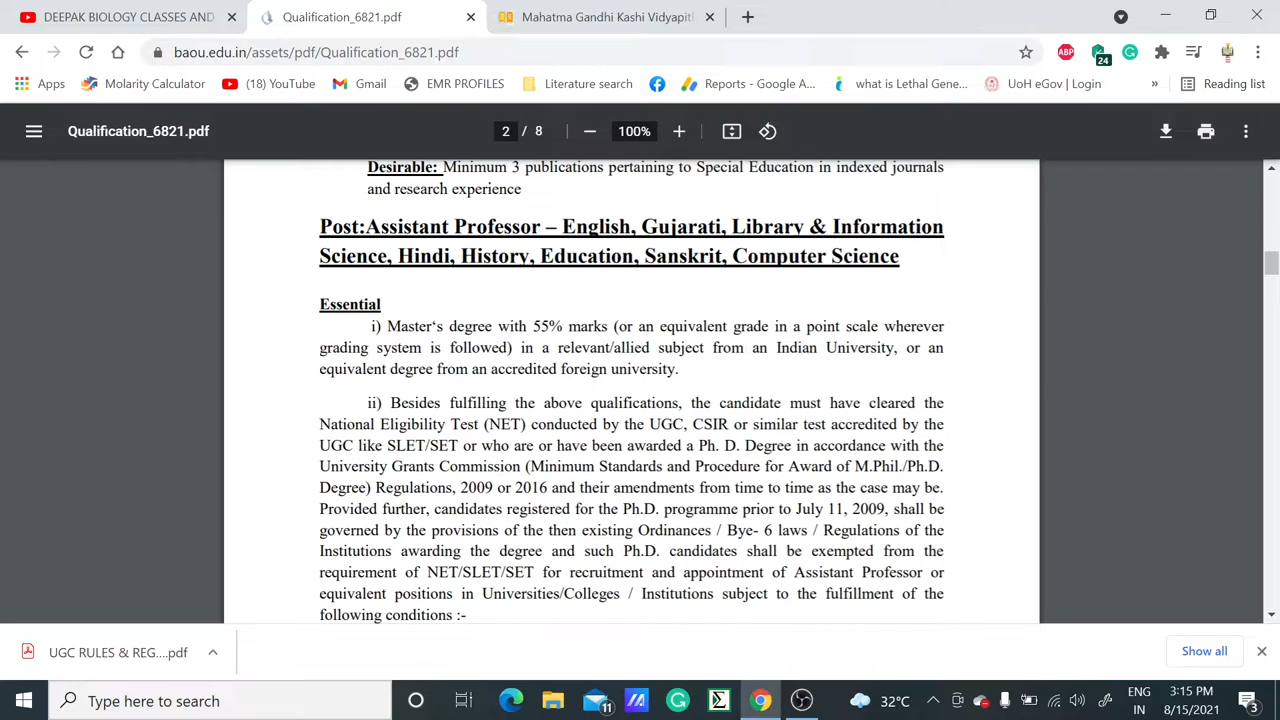 DEEPAK BIOLOGY CLASSES AND
Qualification_6821.pdf
Mahatma Gandhi Kashi Vidyapith
baou.edu.in/assets/pdf/Qualification_6821.pdf
ABP
24
Apps
Molarity Calculator
(18) YouTube
Gmail
EMR PROFILES
Literature search
Reports - Google A...
what is Lethal Gene...
UoH eGov | Login
»
Reading list
Qualification_6821.pdf
2 / 8
100%
Desirable: Minimum 3 publications pertaining to Special Education in indexed journals
and research experience
Post:Assistant Professor – English, Gujarati, Library & Information
Science, Hindi, History, Education, Sanskrit, Computer Science
Essential
i) Master‘s degree with 55% marks (or an equivalent grade in a point scale wherever
grading system is followed) in a relevant/allied subject from an Indian University, or an
equivalent degree from an accredited foreign university.
ii) Besides fulfilling the above qualifications, the candidate must have cleared the
National Eligibility Test (NET) conducted by the UGC, CSIR or similar test accredited by the
UGC like SLET/SET or who are or have been awarded a Ph. D. Degree in accordance with the
University Grants Commission (Minimum Standards and Procedure for Award of M.Phil./Ph.D.
Degree) Regulations, 2009 or 2016 and their amendments from time to time as the case may be.
Provided further, candidates registered for the Ph.D. programme prior to July 11, 2009, shall be
governed by the provisions of the then existing Ordinances / Bye- 6 laws / Regulations of the
Institutions awarding the degree and such Ph.D. candidates shall be exempted from the
requirement of NET/SLET/SET for recruitment and appointment of Assistant Professor or
equivalent positions in Universities/Colleges / Institutions subject to the fulfillment of the
following conditions :-
UGC RULES & REG....pdf
Show all
Type here to search
11
32°C
ENG
IN
3:15 PM
8/15/2021
3